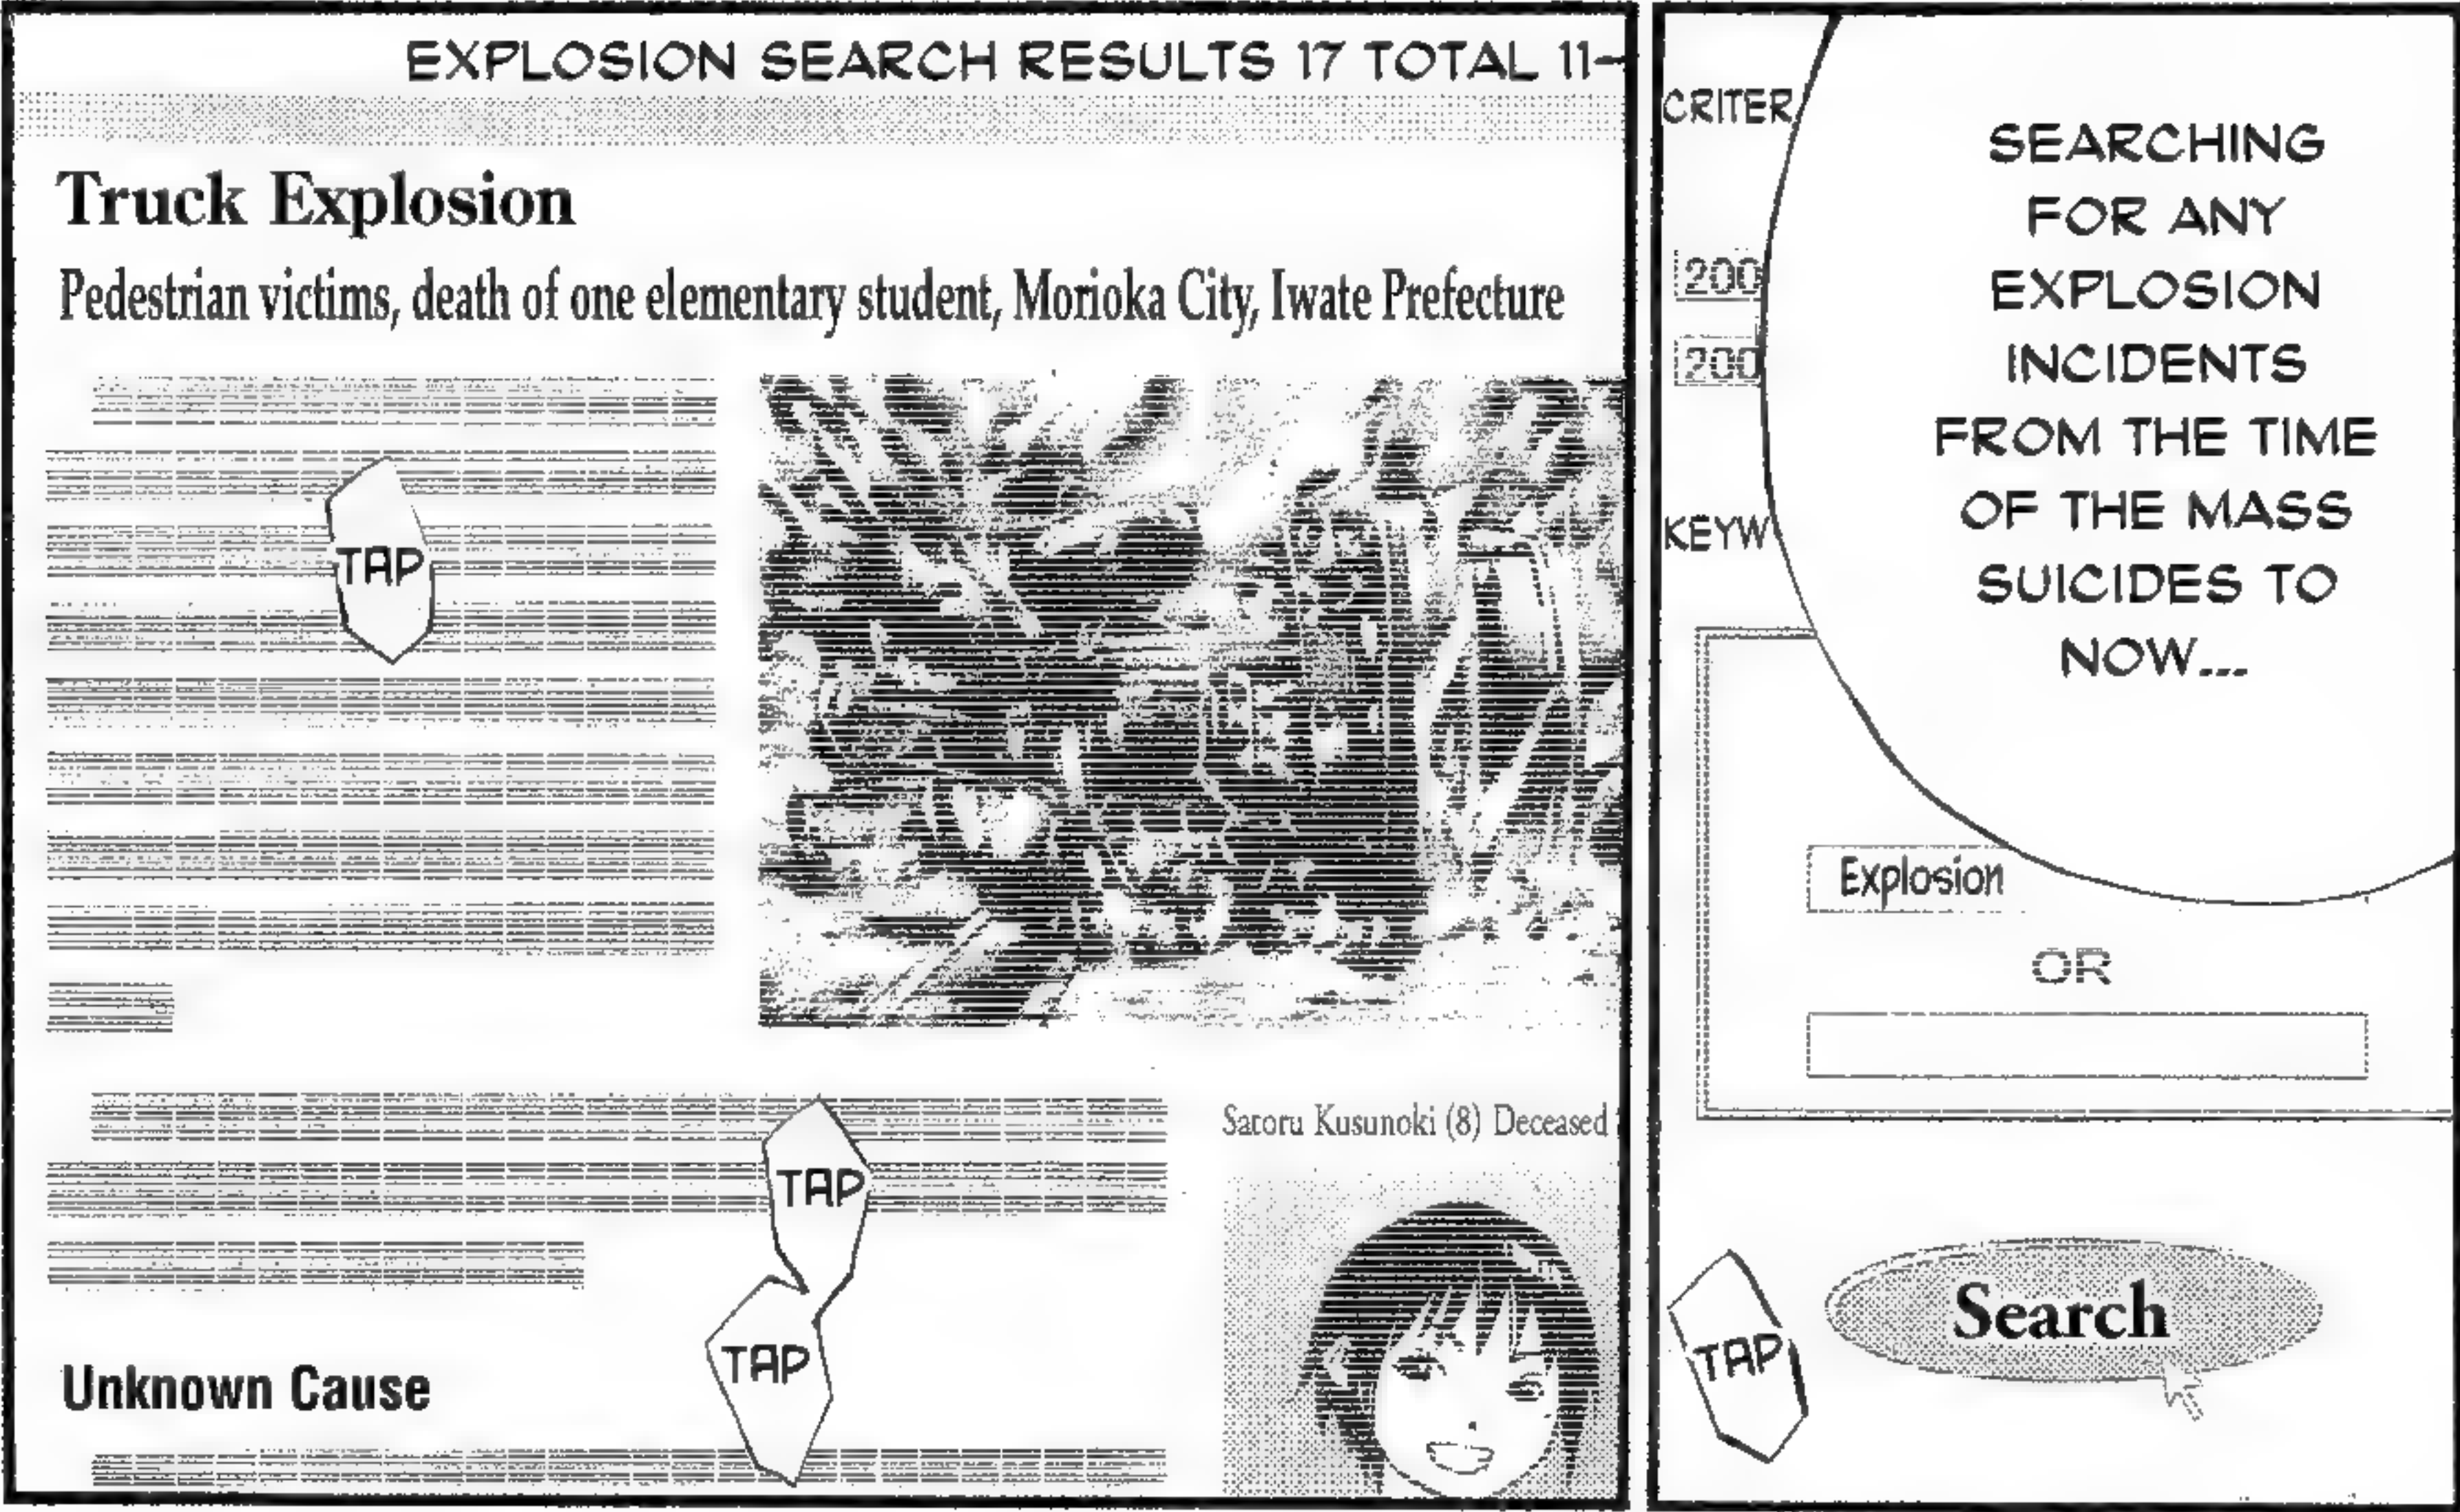 CRITER
SEARCHING
FOR ANY
EXPLOSION
INCIDENTS
FROM THE TIME
OF THE MASS
SUICIDES TO
NOW...
200
200
KEYW
Explosion
OR
Search
TAP
EXPLOSION SEARCH RESULTS 17 TOTAL 11-
Truck Explosion
Pedestrian victims, death of one elementary student, Morioka City, Iwate Prefecture
TAP
Satoru Kusunoki (8) Deceased
TAP
TAP
Unknown Cause